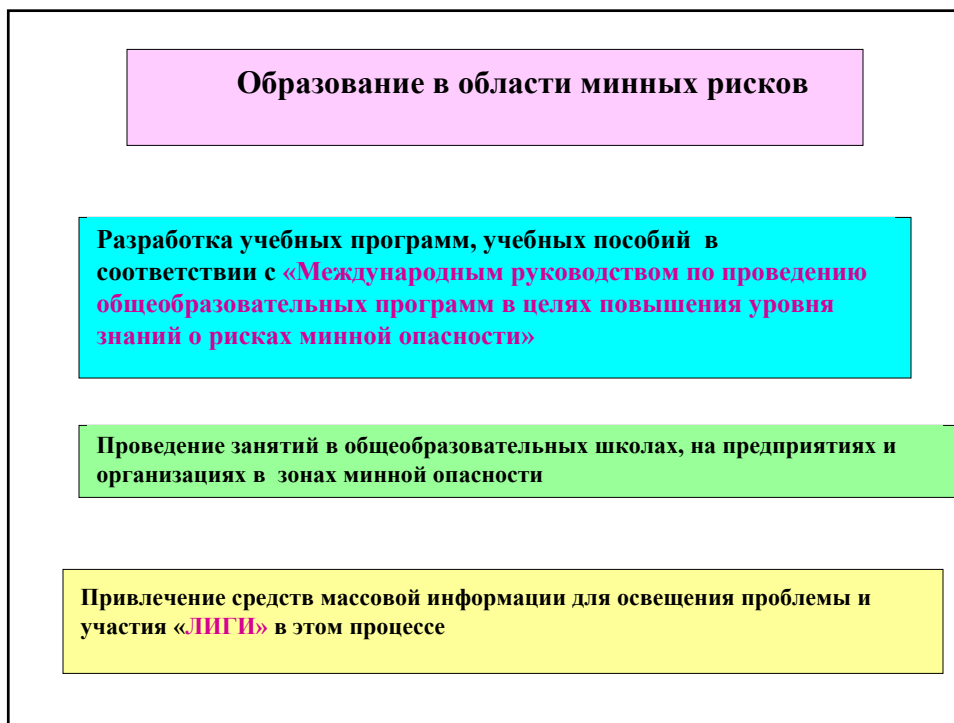 Образование в области минных рисков
Разработка учебных программ, учебных пособий в
соответствии с «Международным руководством по проведению
общеобразовательных программ в целях повышения уровня
знаний о рисках минной опасности»
Проведение занятий в общеобразовательных школах, на предприятиях и
организациях в зонах минной опасности
Привлечение средств массовой информации для освещения проблемы и
участия «ЛИГИ» в этом процессе